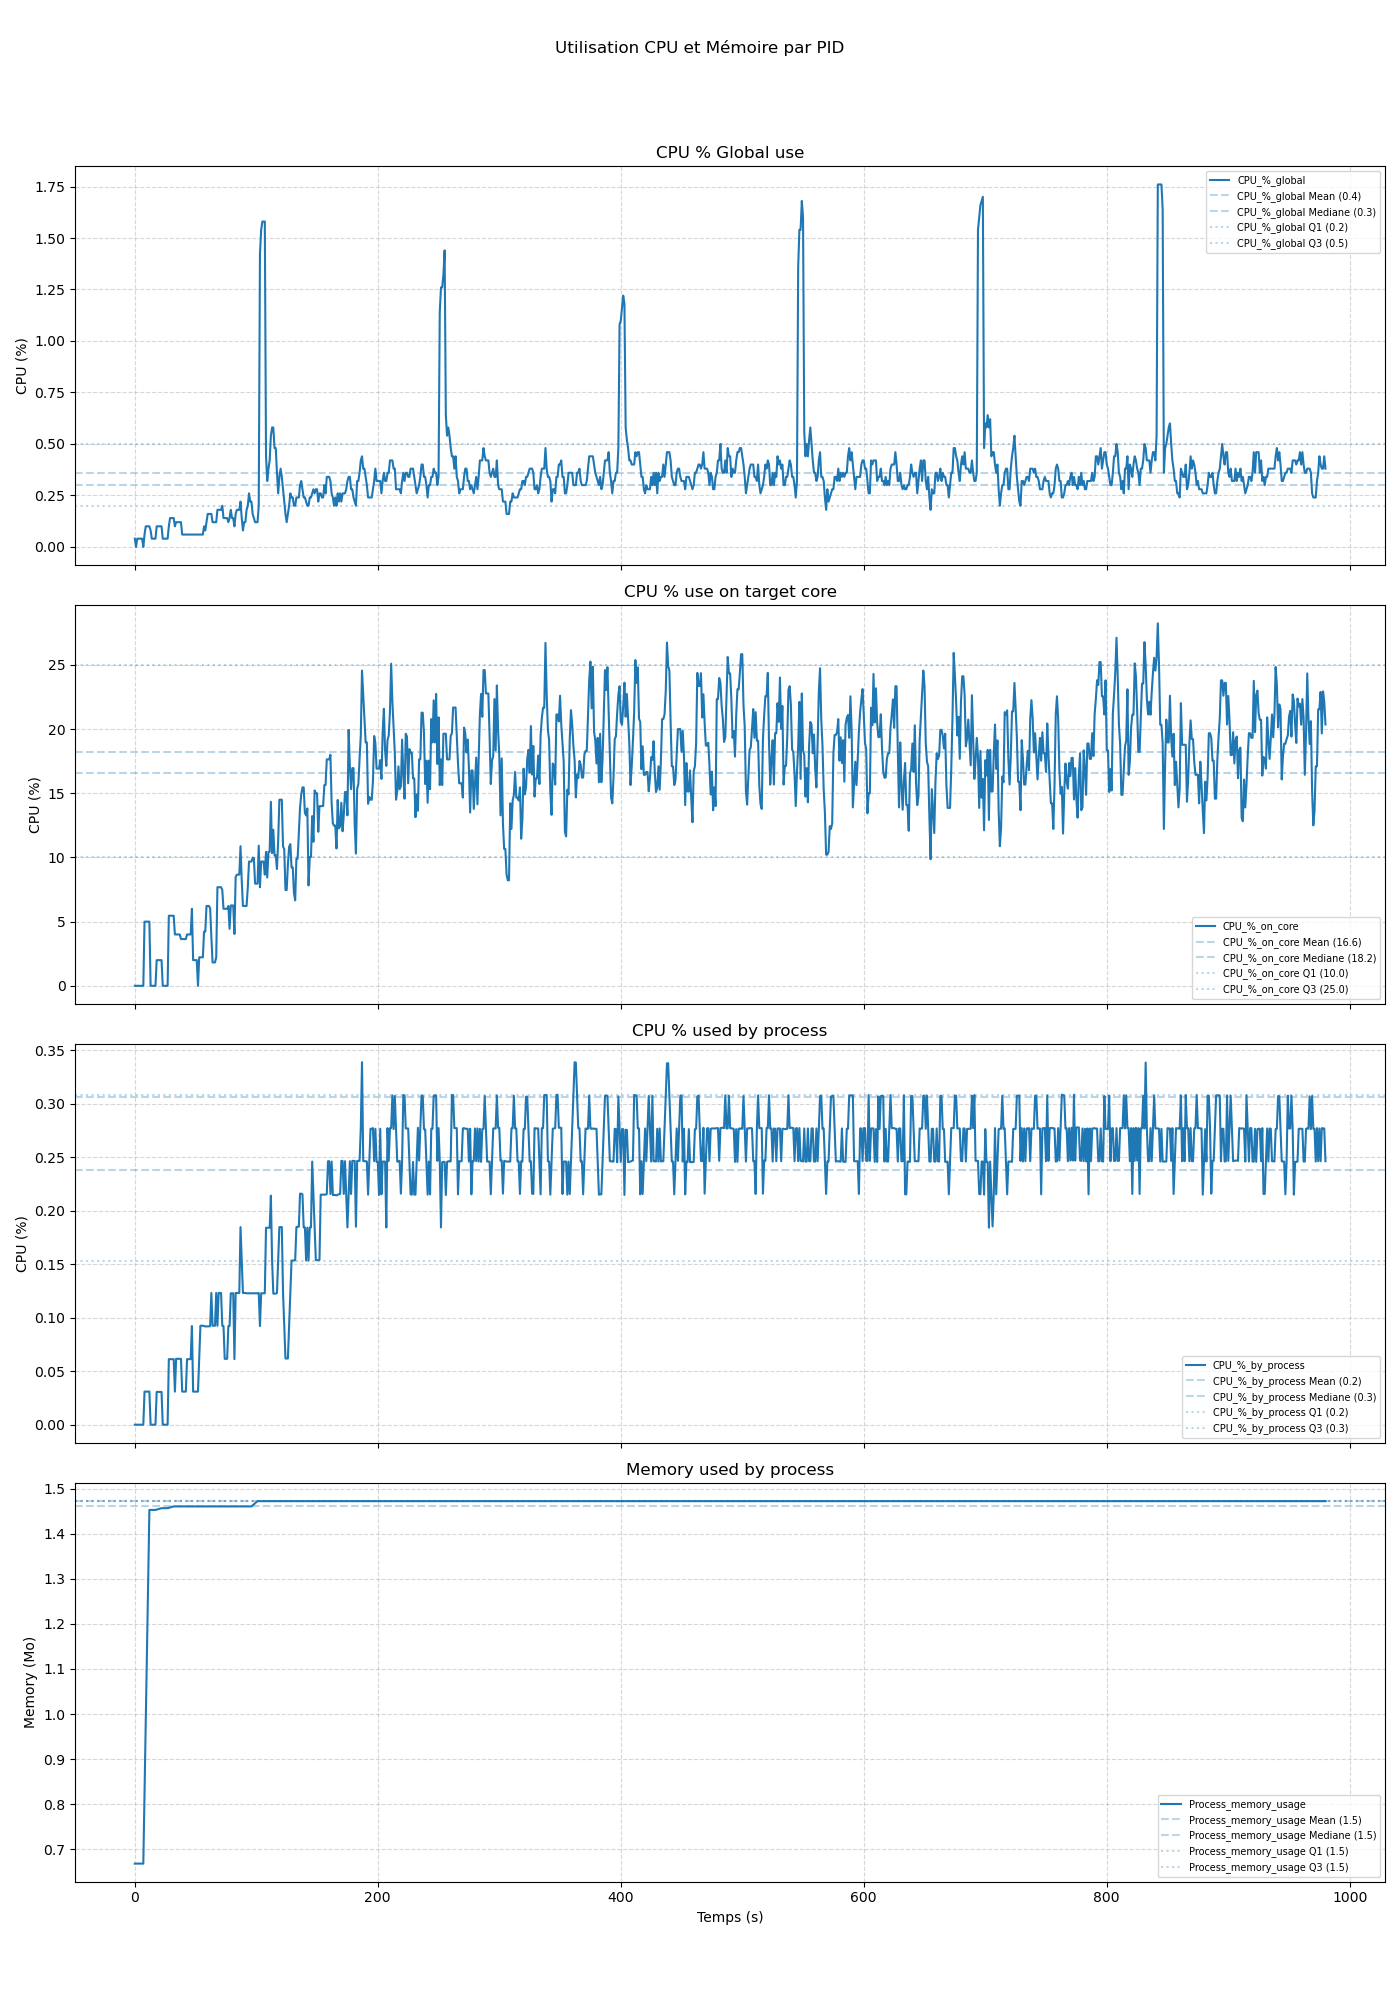 Utilisation CPU et Mémoire par PID
CPU % Global use
CPU (%)
1.75
1.50
1.25
1.00
0.75
0.50
0.25
0.00
CPU_%_global
CPU_%_global Mean (0.4)
CPU_%_global Mediane (0.3)
CPU_%_global Q1 (0.2)
CPU_%_global Q3 (0.5)
CPU % use on target core
CPU (%)
25
20
15
10
5
0
CPU_%_on_core
CPU_%_on_core Mean (16.6)
CPU_%_on_core Mediane (18.2)
CPU_%_on_core Q1 (10.0)
CPU_%_on_core Q3 (25.0)
CPU % used by process
CPU (%)
0.35
0.30
0.25
0.20
0.15
0.10
0.05
0.00
CPU_%_by_process
CPU_%_by_process Mean (0.2)
CPU_%_by_process Mediane (0.3)
CPU_%_by_process Q1 (0.2)
CPU_%_by_process Q3 (0.3)
Memory used by process
Memory (Mo)
1.5
1.4
1.3
1.2
1.1
1.0
0.9
0.8
0.7
Process_memory_usage
Process_memory_usage Mean (1.5)
Process_memory_usage Mediane (1.5)
Process_memory_usage Q1 (1.5)
Process_memory_usage Q3 (1.5)
0 200 400 600 800 1000
Temps (s)